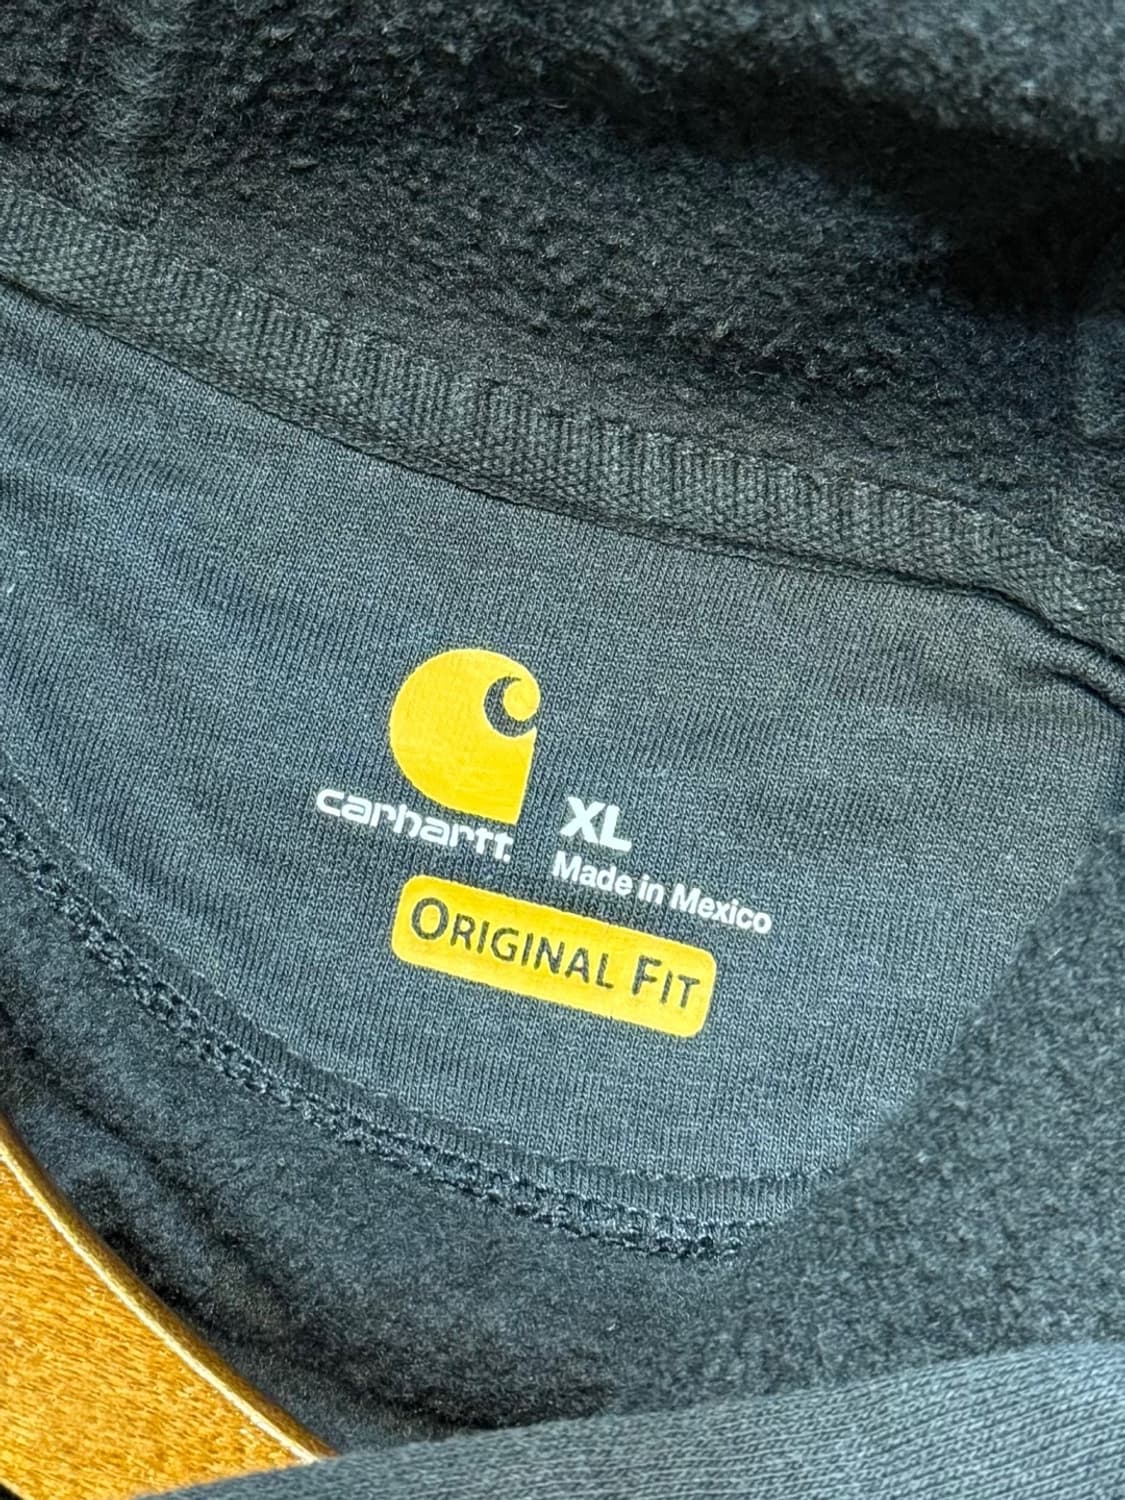 carhartt.
XL
Made in Mexico
ORIGINAL FIT